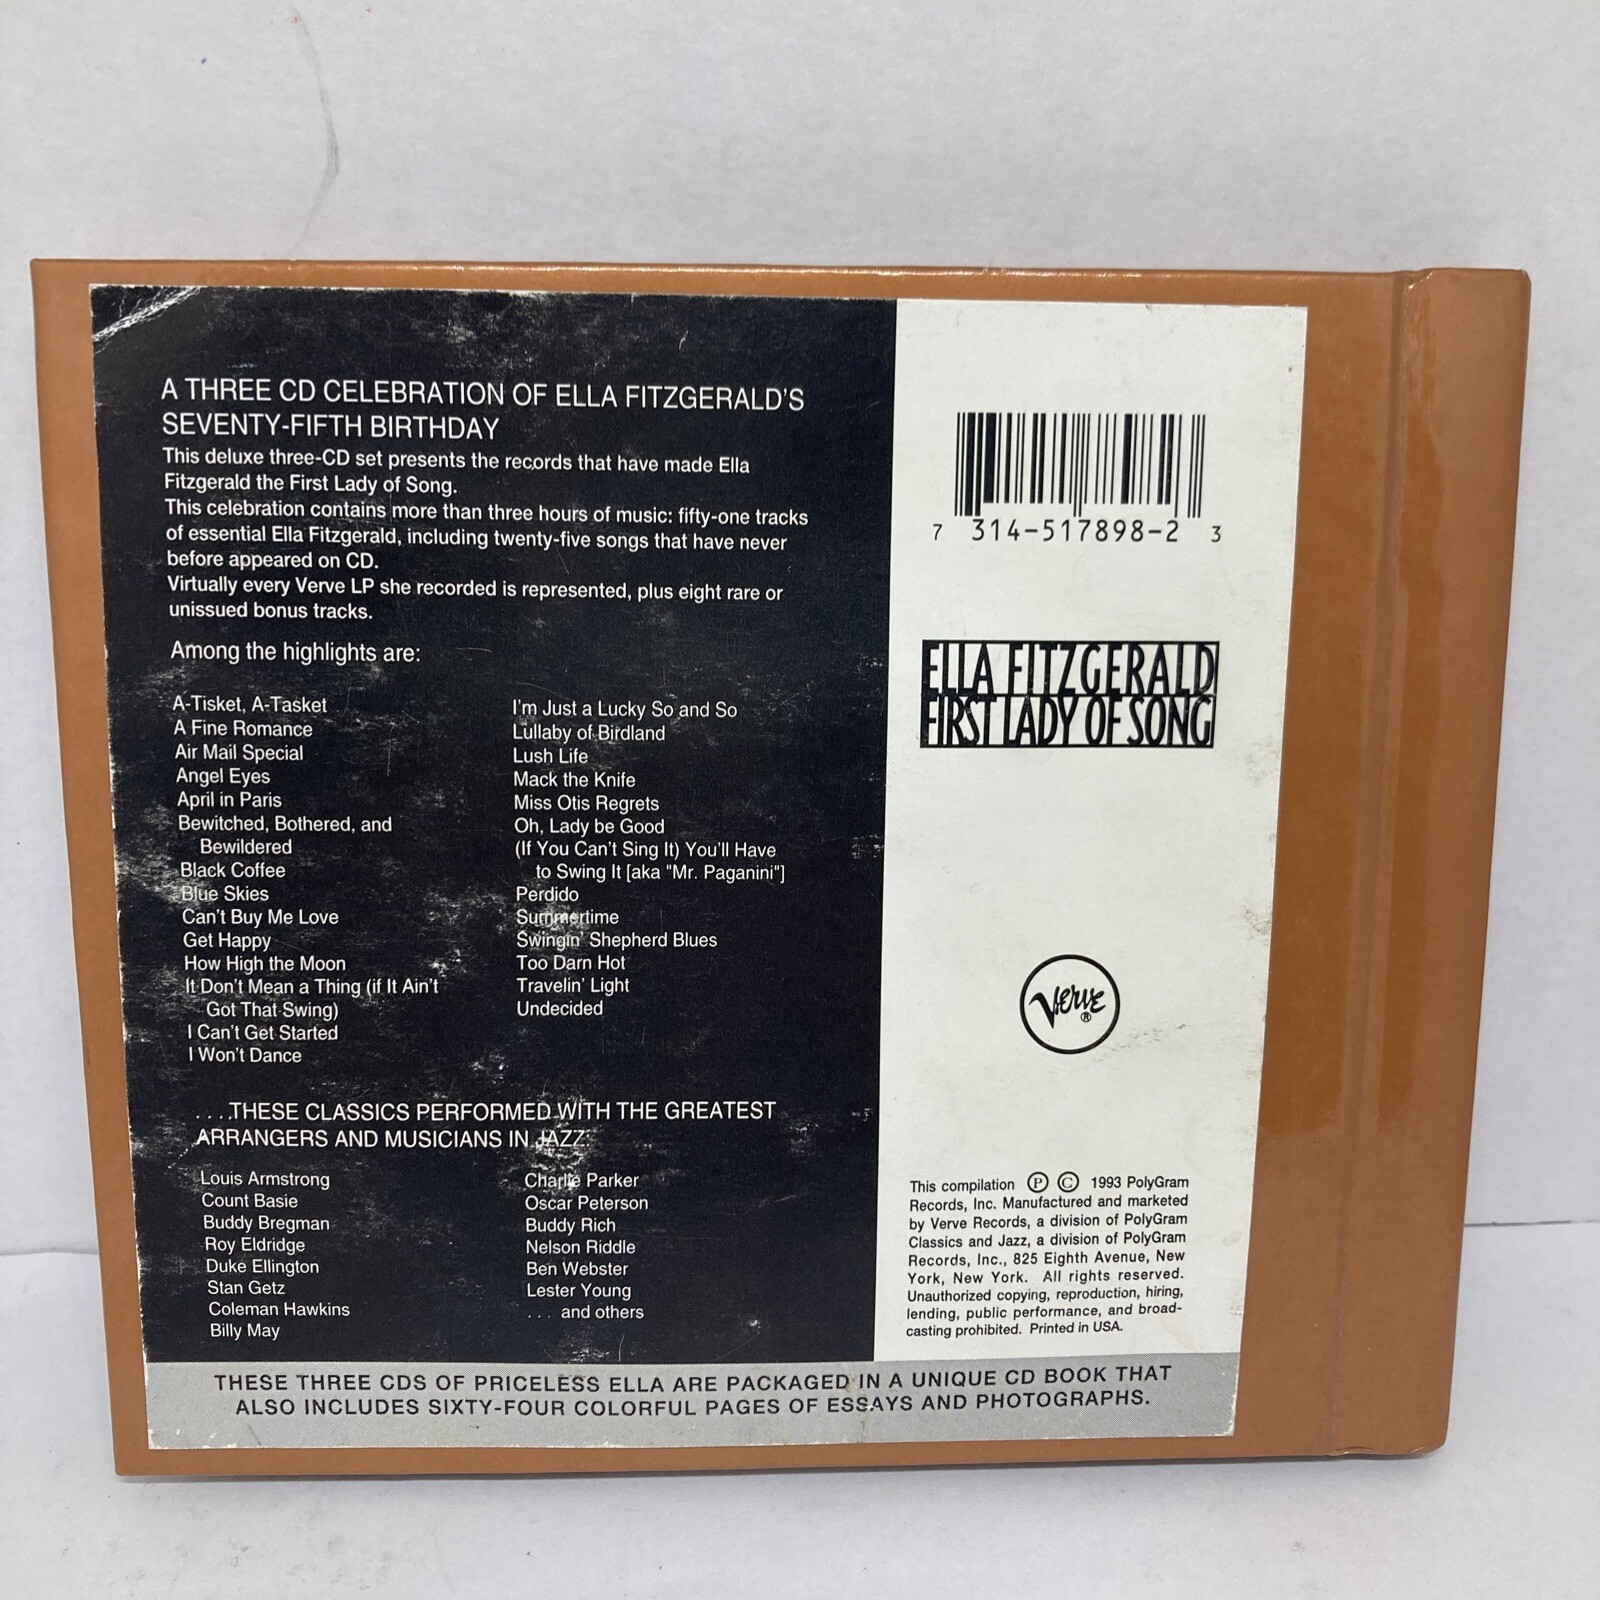 A THREE CD CELEBRATION OF ELLA FITZGERALD'S
SEVENTY-FIFTH BIRTHDAY
This deluxe three-CD set presents the records that have made Ella
Fitzgerald the First Lady of Song.
This celebration contains more than three hours of music: fifty-one tracks
of essential Ella Fitzgerald, including twenty-five songs that have never
before appeared on CD.
Virtually every Verve LP she recorded is represented, plus eight rare or
unissued bonus tracks.
Among the highlights are:
A-Tisket, A-Tasket
A Fine Romance
Air Mail Special
Angel Eyes
April in Paris
Bewitched, Bothered, and
Bewildered
Black Coffee
Blue Skies
Can't Buy Me Love
Get Happy
How High the Moon
It Don't Mean a Thing (if It Ain't
Got That Swing)
I Can't Get Started
I Won't Dance
I'm Just a Lucky So and So
Lullaby of Birdland
Lush Life
Mack the Knife
Miss Otis Regrets
Oh, Lady be Good
(If You Can't Sing It) You'll Have
to Swing It [aka "Mr. Paganini"]
Perdido
Summertime
Swingin' Shepherd Blues
Too Darn Hot
Travelin' Light
Undecided
....THESE CLASSICS PERFORMED WITH THE GREATEST
ARRANGERS AND MUSICIANS IN JAZZ:
Louis Armstrong
Count Basie
Buddy Bregman
Roy Eldridge
Duke Ellington
Stan Getz
Coleman Hawkins
Billy May
Charlie Parker
Oscar Peterson
Buddy Rich
Nelson Riddle
Ben Webster
Lester Young
... and others
7 314-517898-2 3
ELLA FITZGERALD
FIRST LADY OF SONG
Verve®
This compilation Ⓟ © 1993 PolyGram
Records, Inc. Manufactured and marketed
by Verve Records, a division of PolyGram
Classics and Jazz, a division of PolyGram
Records, Inc., 825 Eighth Avenue, New
York, New York. All rights reserved.
Unauthorized copying, reproduction, hiring,
lending, public performance, and broad-
casting prohibited. Printed in USA.
THESE THREE CDS OF PRICELESS ELLA ARE PACKAGED IN A UNIQUE CD BOOK THAT
ALSO INCLUDES SIXTY-FOUR COLORFUL PAGES OF ESSAYS AND PHOTOGRAPHS.